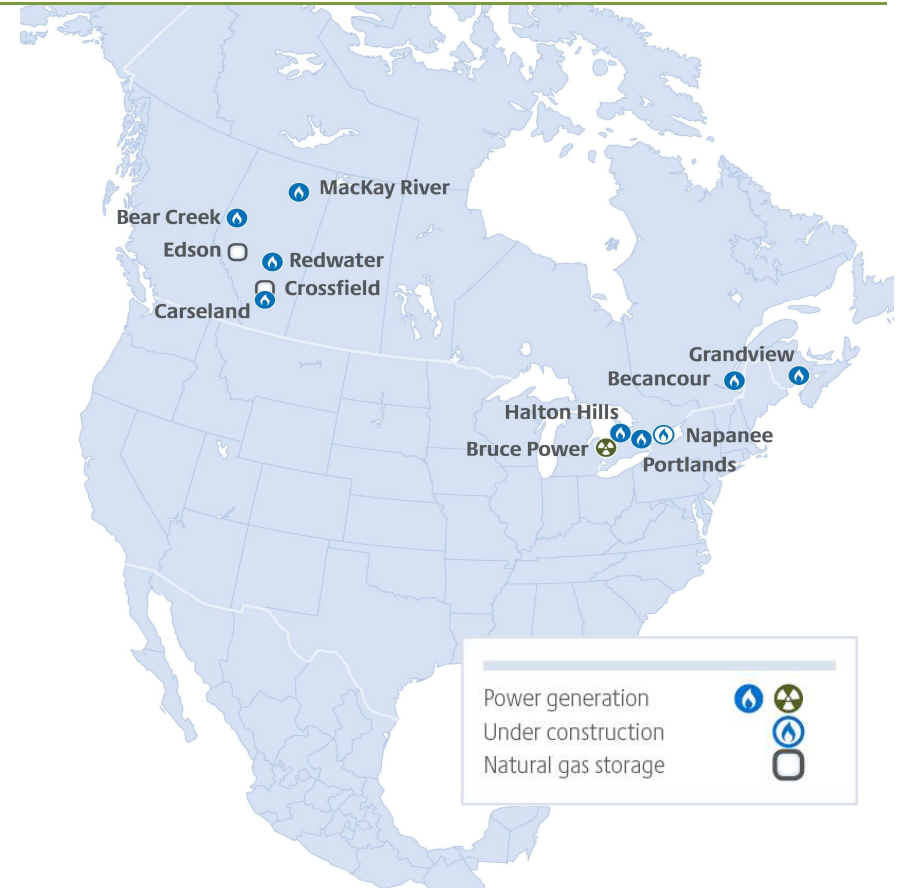 MacKay River
Bear Creek
Edson
Redwater
Crossfield
Carseland
Grandview
Becancour
Halton Hills
Napanee
Bruce Power
Portlands
Power generation
Under construction
Natural gas storage